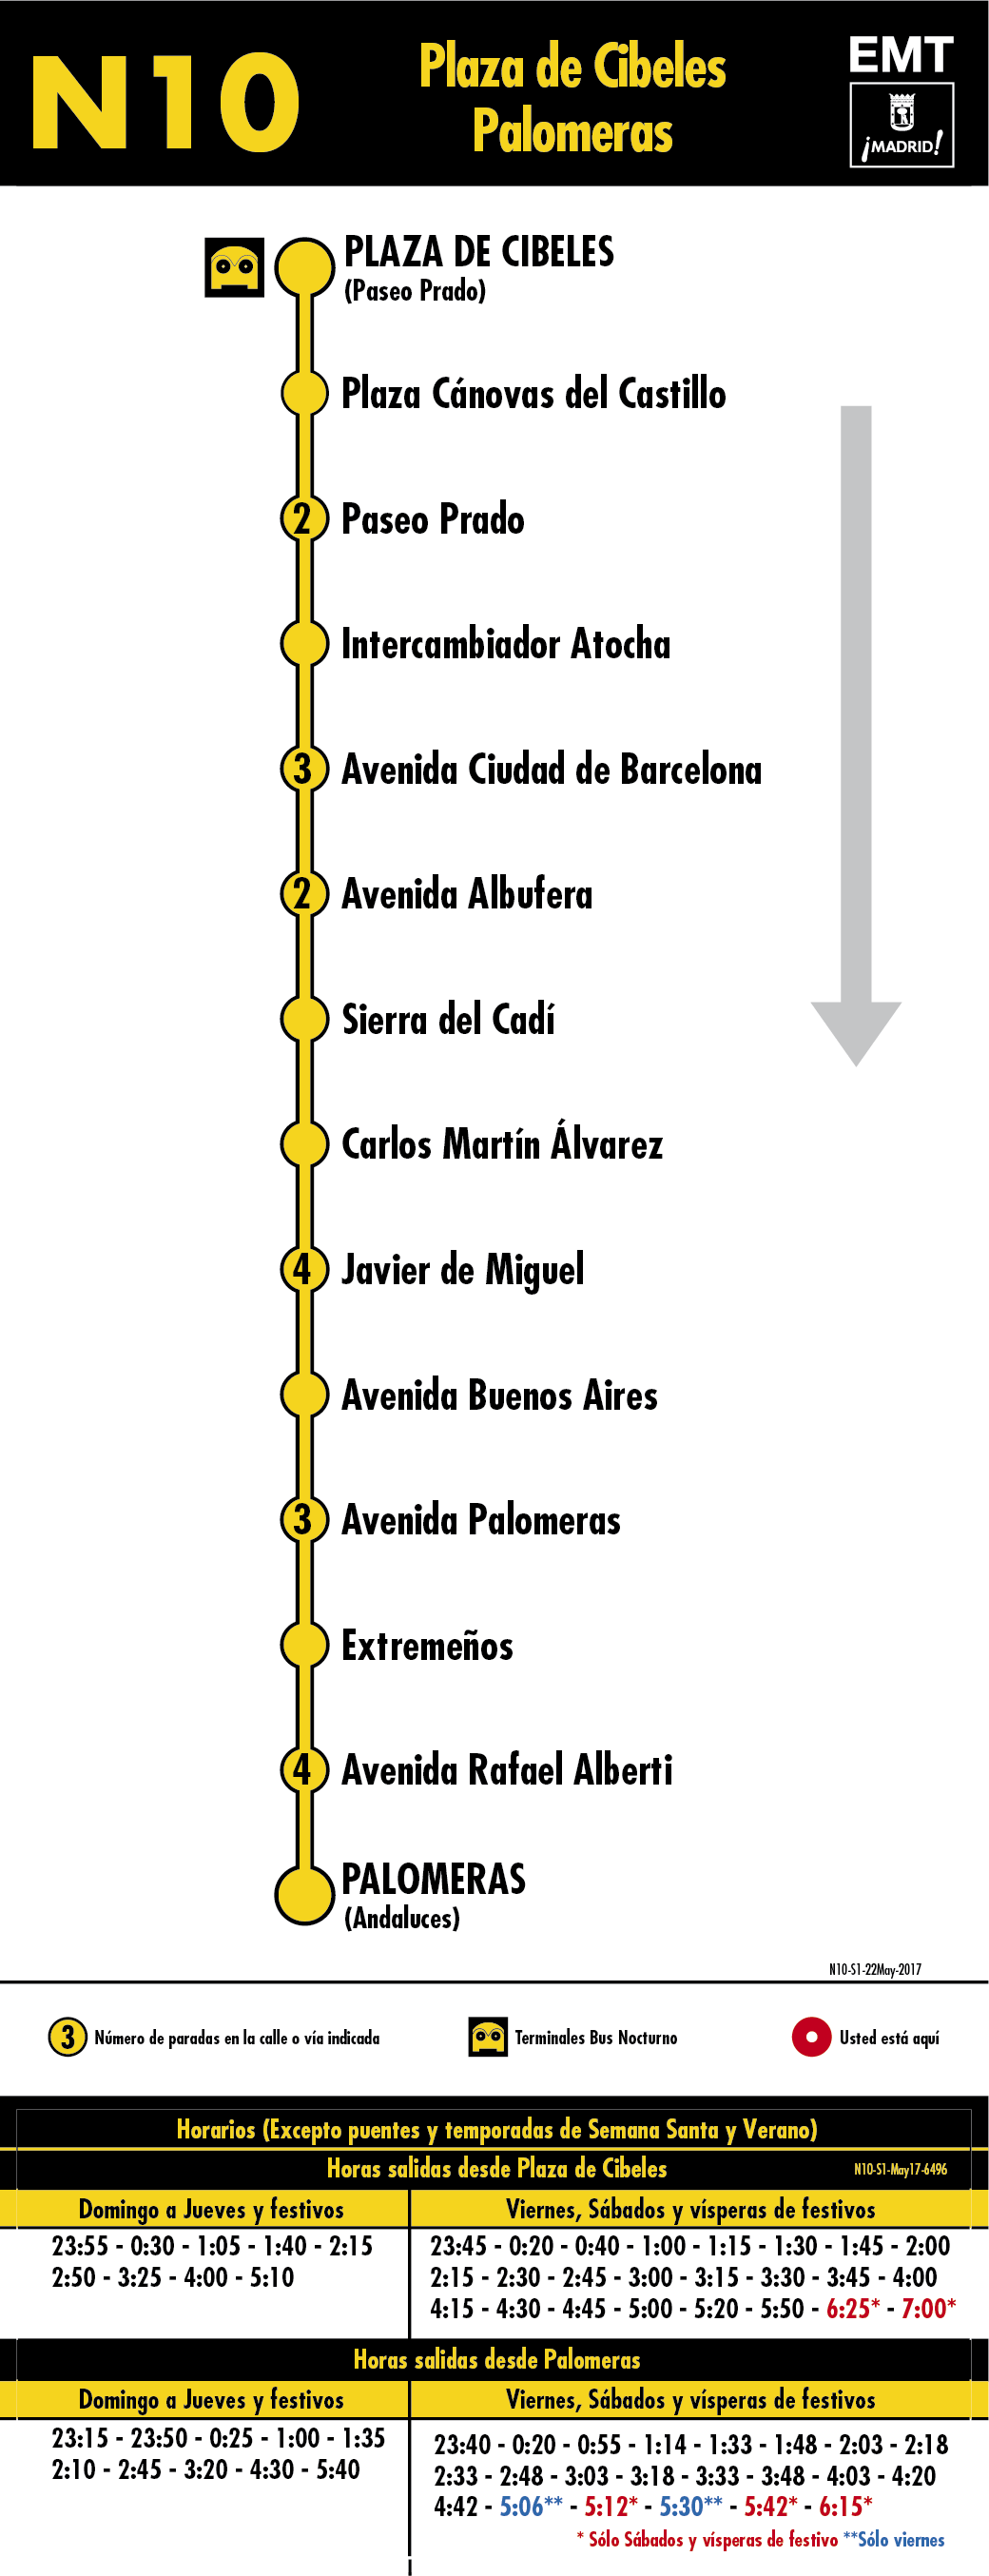 N10
Plaza de Cibeles
Palomeras
EMT
¡MADRID!
PLAZA DE CIBELES
(Paseo Prado)
Plaza Cánovas del Castillo
2 Paseo Prado
Intercambiador Atocha
3 Avenida Ciudad de Barcelona
2 Avenida Albufera
Sierra del Cadí
Carlos Martín Álvarez
4 Javier de Miguel
Avenida Buenos Aires
3 Avenida Palomeras
Extremeños
4 Avenida Rafael Alberti
PALOMERAS
(Andaluces)
N10-S1-22May-2017
3 Número de paradas en la calle o vía indicada
Terminales Bus Nocturno
Usted está aquí
Horarios (Excepto puentes y temporadas de Semana Santa y Verano)
Horas salidas desde Plaza de Cibeles
N10-S1-May17-6496
Domingo a Jueves y festivos
23:55 - 0:30 - 1:05 - 1:40 - 2:15
2:50 - 3:25 - 4:00 - 5:10
Viernes, Sábados y vísperas de festivos
23:45 - 0:20 - 0:40 - 1:00 - 1:15 - 1:30 - 1:45 - 2:00
2:15 - 2:30 - 2:45 - 3:00 - 3:15 - 3:30 - 3:45 - 4:00
4:15 - 4:30 - 4:45 - 5:00 - 5:20 - 5:50 - 6:25* - 7:00*
Horas salidas desde Palomeras
Domingo a Jueves y festivos
23:15 - 23:50 - 0:25 - 1:00 - 1:35
2:10 - 2:45 - 3:20 - 4:30 - 5:40
Viernes, Sábados y vísperas de festivos
23:40 - 0:20 - 0:55 - 1:14 - 1:33 - 1:48 - 2:03 - 2:18
2:33 - 2:48 - 3:03 - 3:18 - 3:33 - 3:48 - 4:03 - 4:20
4:42 - 5:06** - 5:12* - 5:30** - 5:42* - 6:15*
* Sólo Sábados y vísperas de festivo **Sólo viernes